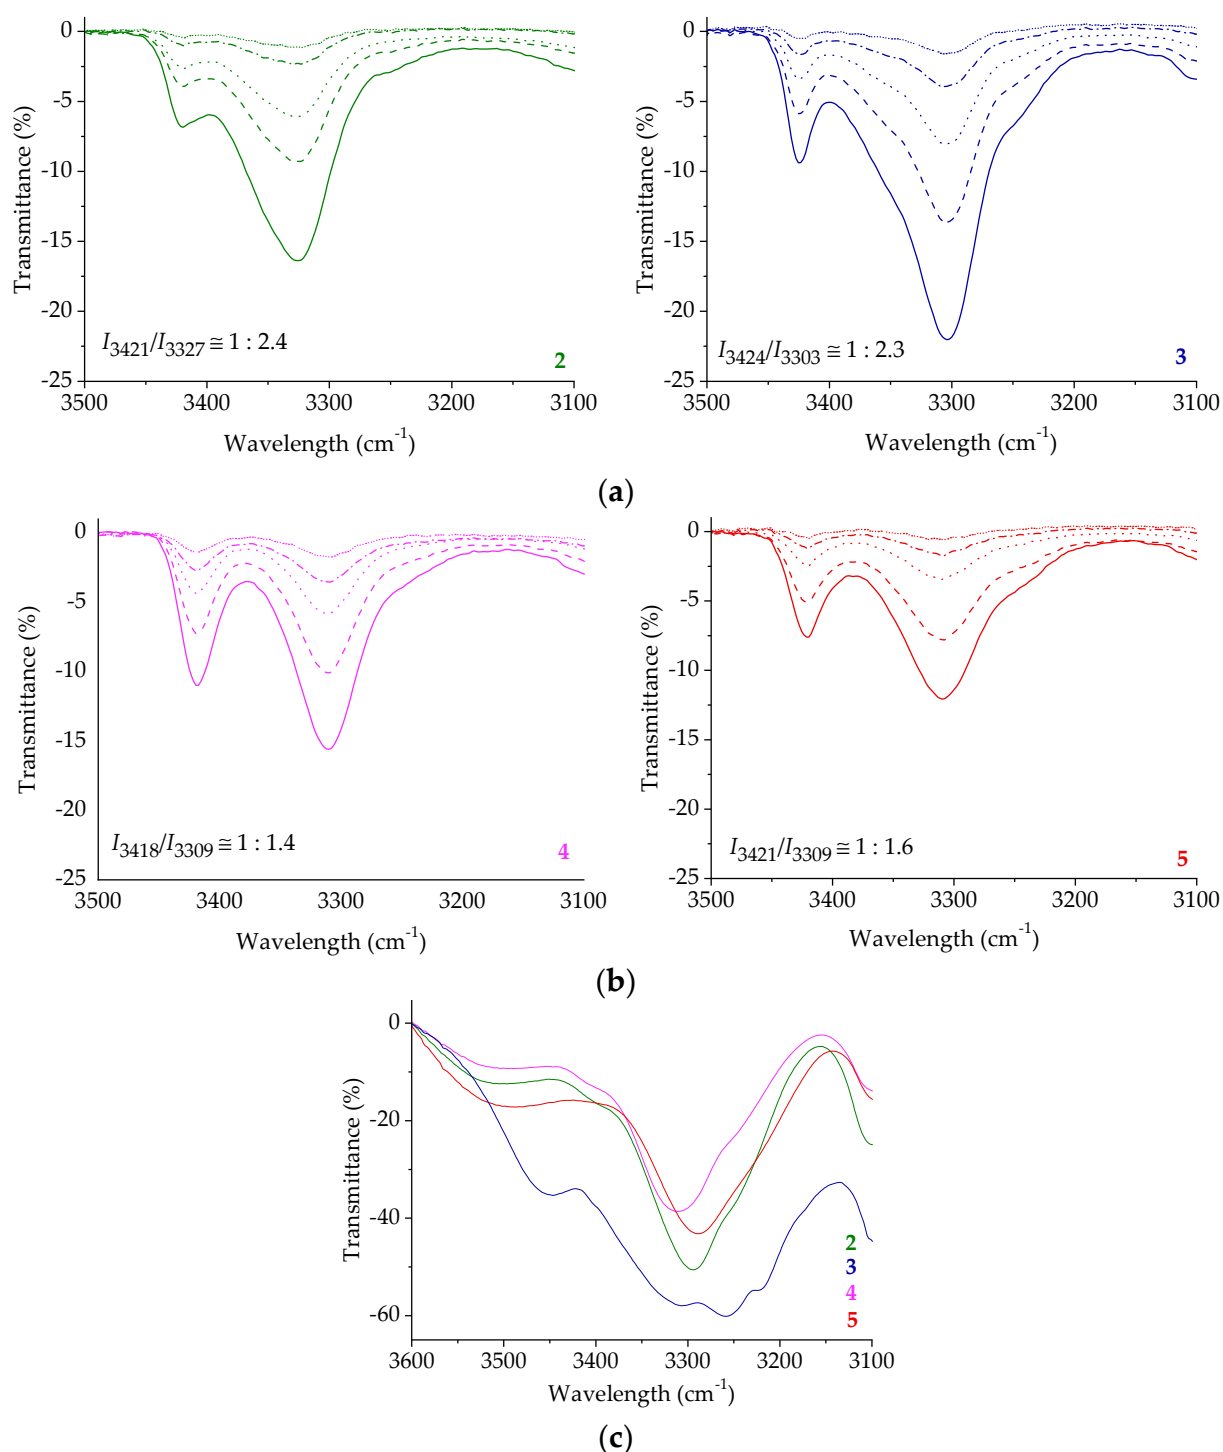 0
-5
-10
-15
-20
-25
Transmittance (%)
I3421/I3327 ≅ 1 : 2.4
2
3500 3400 3300 3200 3100
Wavelength (cm-1)
0
-5
-10
-15
-20
-25
Transmittance (%)
I3424/I3303 ≅ 1 : 2.3
3
3500 3400 3300 3200 3100
Wavelength (cm-1)
(a)
0
-5
-10
-15
-20
-25
Transmittance (%)
I3418/I3309 ≅ 1 : 1.4
4
3500 3400 3300 3200 3100
Wavelength (cm-1)
0
-5
-10
-15
-20
-25
Transmittance (%)
I3421/I3309 ≅ 1 : 1.6
5
3500 3400 3300 3200 3100
Wavelength (cm-1)
(b)
0
-20
-40
-60
Transmittance (%)
2
3
4
5
3600 3500 3400 3300 3200 3100
Wavelength (cm-1)
(c)